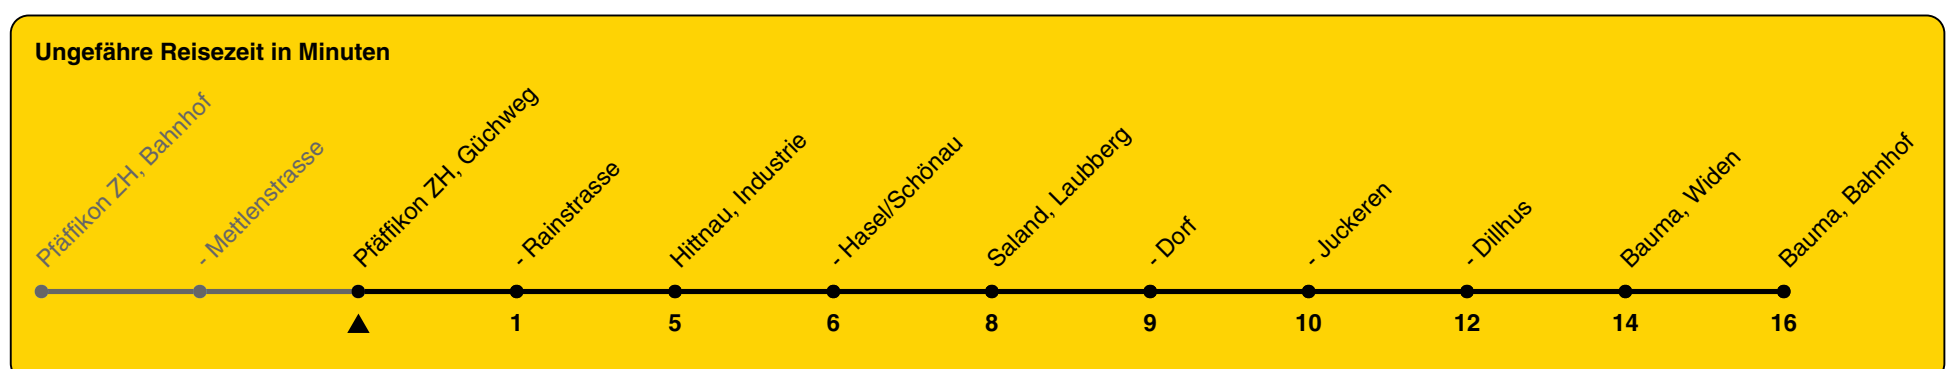 Ungefähre Reisezeit in Minuten
Pfäffikon ZH, Bahnhof
- Mettlenstrasse
Pfäffikon ZH, Güchweg
- Rainstrasse
Hittnau, Industrie
- Hasel/Schönau
Saland, Laubberg
- Dorf
- Juckeren
- Dillhus
Bauma, Widen
Bauma, Bahnhof
1 5 6 8 9 10 12 14 16